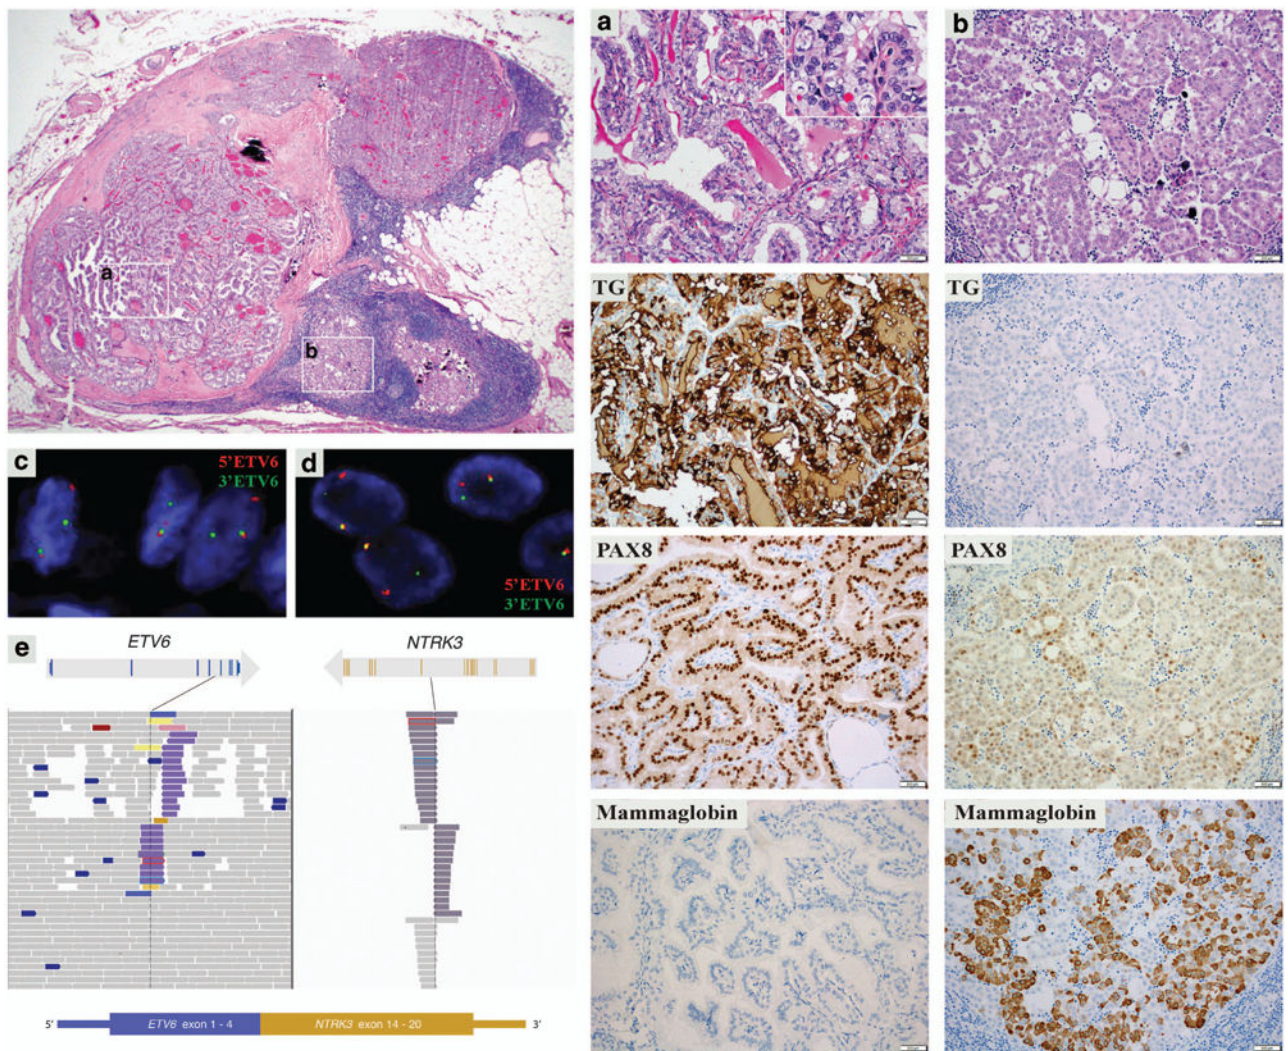 a
b
c
5'ETV6
3'ETV6
d
5'ETV6
3'ETV6
e
ETV6
NTRK3
5'
ETV6 exon 1 - 4
NTRK3 exon 14 - 20
3'
a
b
TG
TG
PAX8
PAX8
Mammaglobin
Mammaglobin